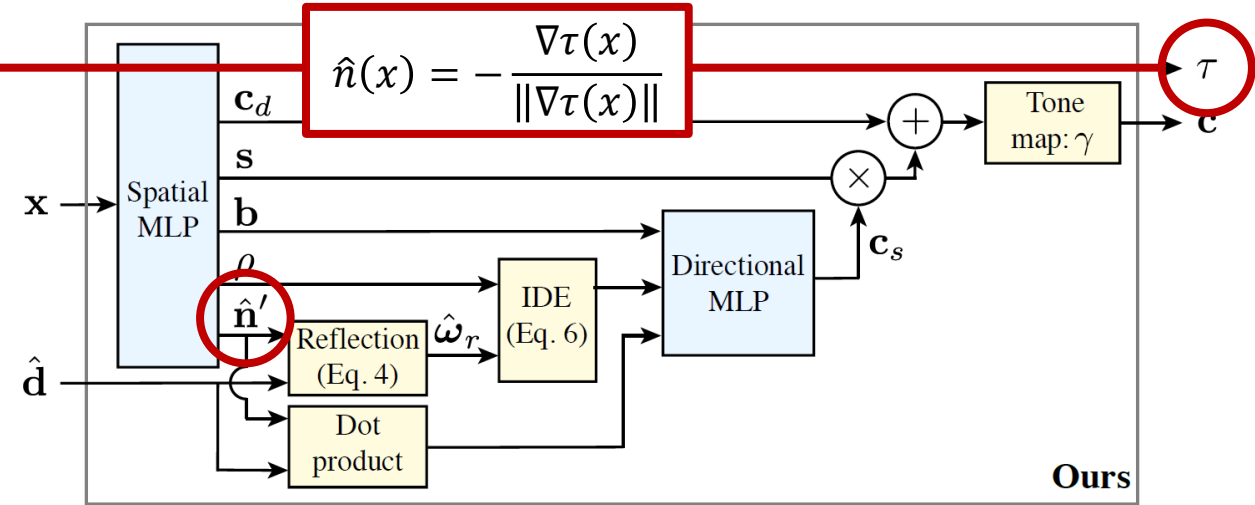 n̂(x) = − ∇τ(x) / ‖∇τ(x)‖
τ
c_d
Tone
map: γ
c
+
s
×
Spatial
MLP
x
b
c_s
Directional
MLP
ρ
IDE
(Eq. 6)
n̂′
Reflection
(Eq. 4)
ω̂_r
d̂
Dot
product
Ours